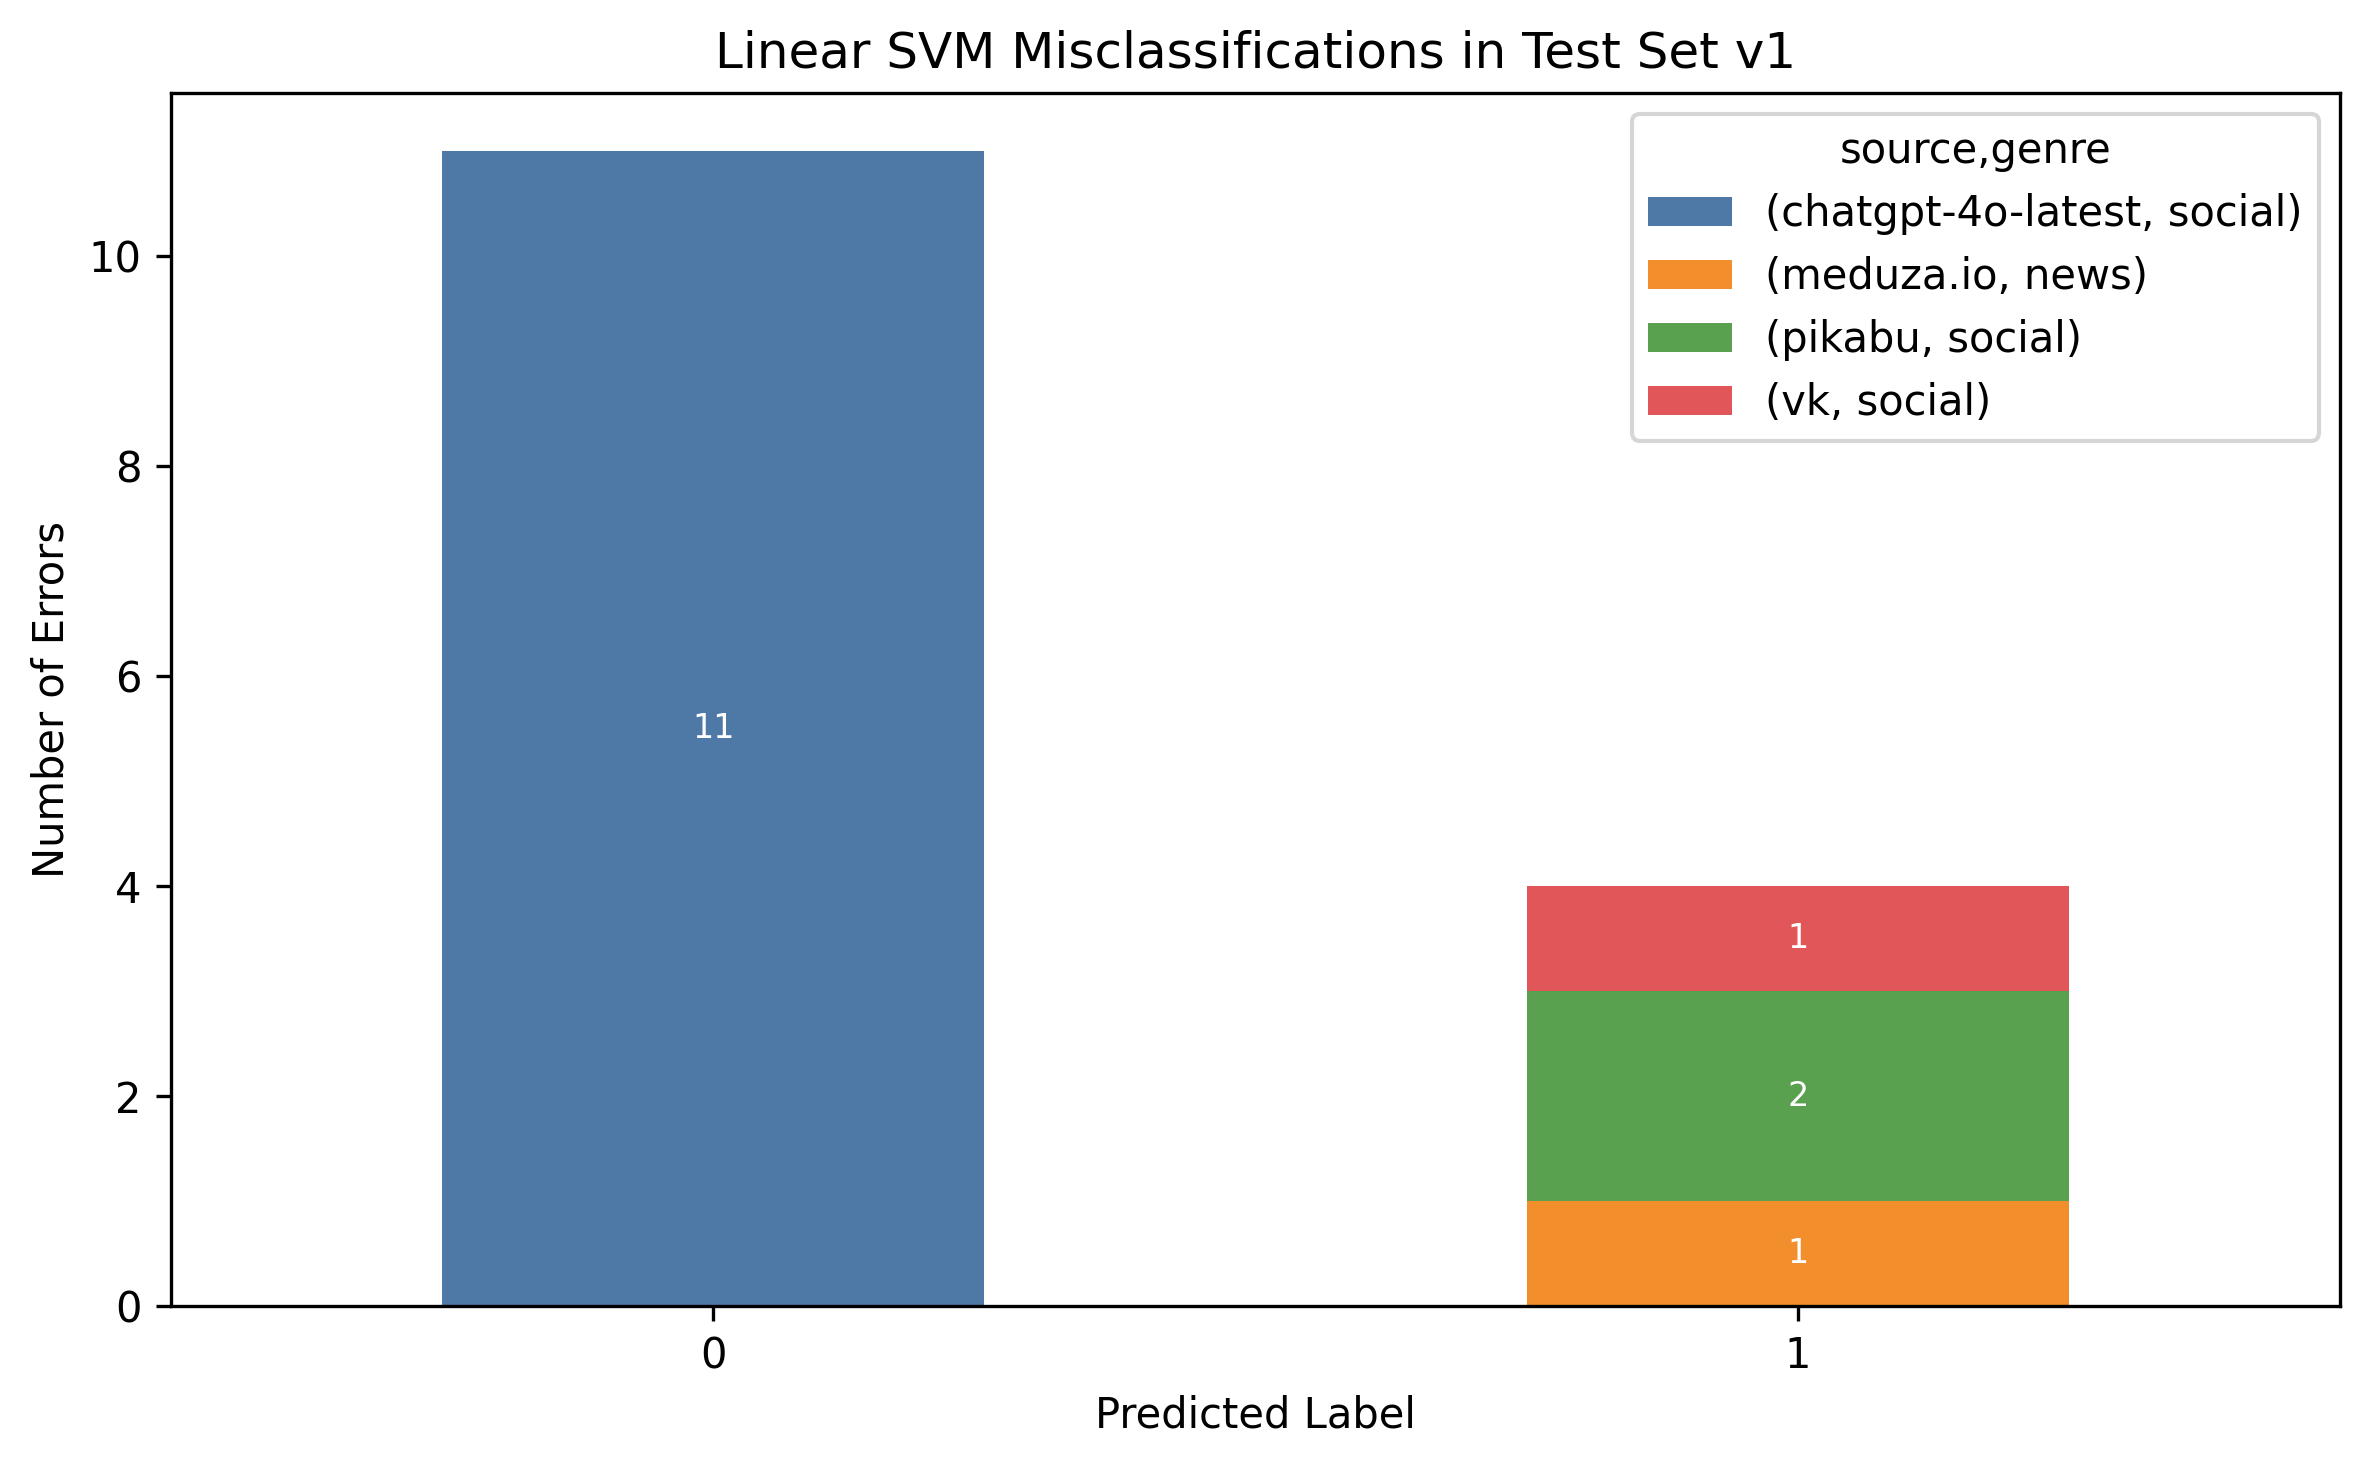 Linear SVM Misclassifications in Test Set v1
source,genre
(chatgpt-4o-latest, social)
(meduza.io, news)
(pikabu, social)
(vk, social)
Number of Errors
10
8
6
4
2
0
11
1
2
1
0
1
Predicted Label